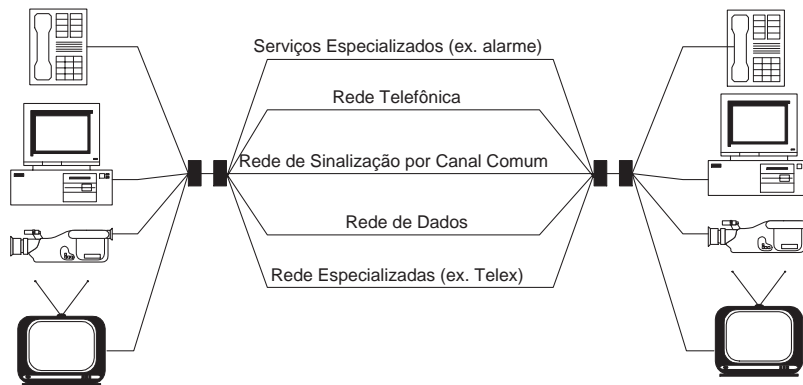 Serviços Especializados (ex. alarme)
Rede Telefônica
Rede de Sinalização por Canal Comum
Rede de Dados
Rede Especializadas (ex. Telex)